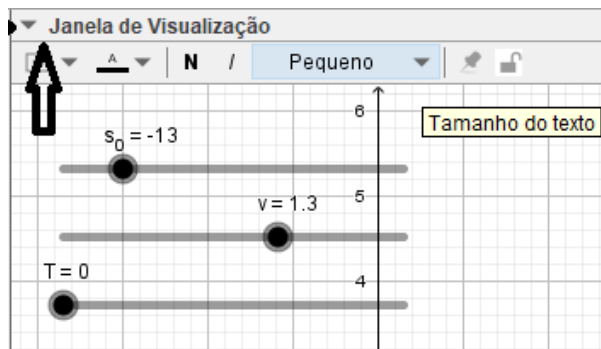 Janela de Visualização
A N I Pequeno
6
Tamanho do texto
s₀ = -13
v = 1.3
5
T = 0
4